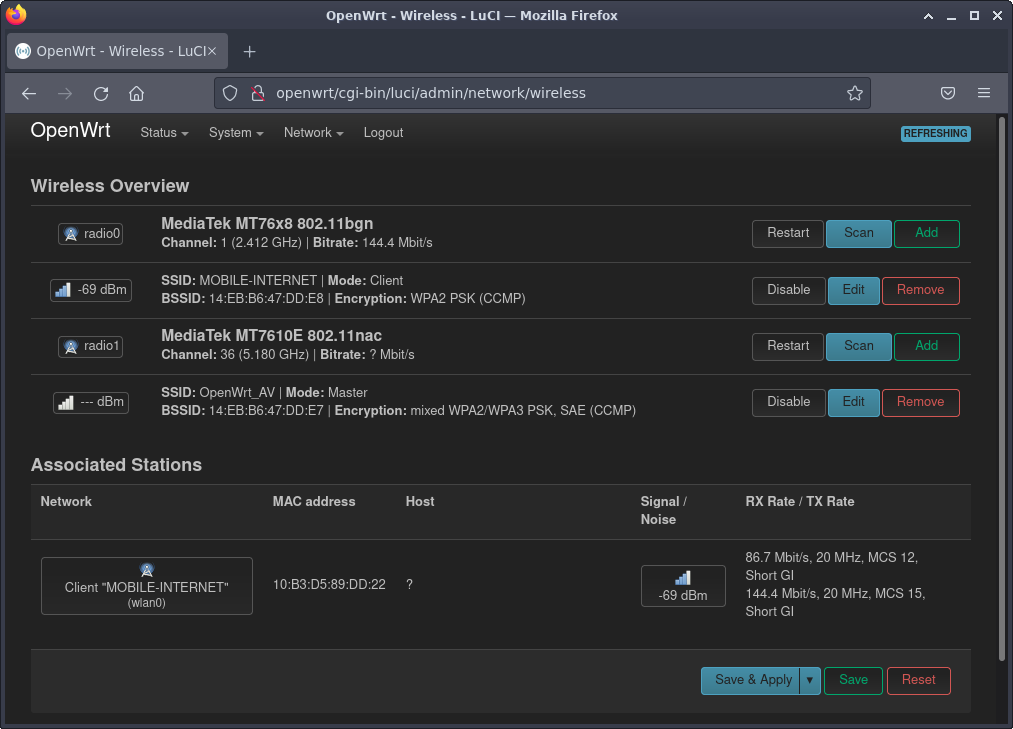 OpenWrt - Wireless - LuCI — Mozilla Firefox
OpenWrt - Wireless - LuCI
openwrt/cgi-bin/luci/admin/network/wireless
OpenWrt Status System Network Logout REFRESHING
Wireless Overview
radio0
MediaTek MT76x8 802.11bgn
Channel: 1 (2.412 GHz) | Bitrate: 144.4 Mbit/s
Restart Scan Add
-69 dBm
SSID: MOBILE-INTERNET | Mode: Client
BSSID: 14:EB:B6:47:DD:E8 | Encryption: WPA2 PSK (CCMP)
Disable Edit Remove
radio1
MediaTek MT7610E 802.11nac
Channel: 36 (5.180 GHz) | Bitrate: ? Mbit/s
Restart Scan Add
--- dBm
SSID: OpenWrt_AV | Mode: Master
BSSID: 14:EB:B6:47:DD:E7 | Encryption: mixed WPA2/WPA3 PSK, SAE (CCMP)
Disable Edit Remove
Associated Stations
Network MAC address Host Signal / Noise RX Rate / TX Rate
Client "MOBILE-INTERNET"
(wlan0)
10:B3:D5:89:DD:22
?
-69 dBm
86.7 Mbit/s, 20 MHz, MCS 12,
Short GI
144.4 Mbit/s, 20 MHz, MCS 15,
Short GI
Save & Apply Save Reset